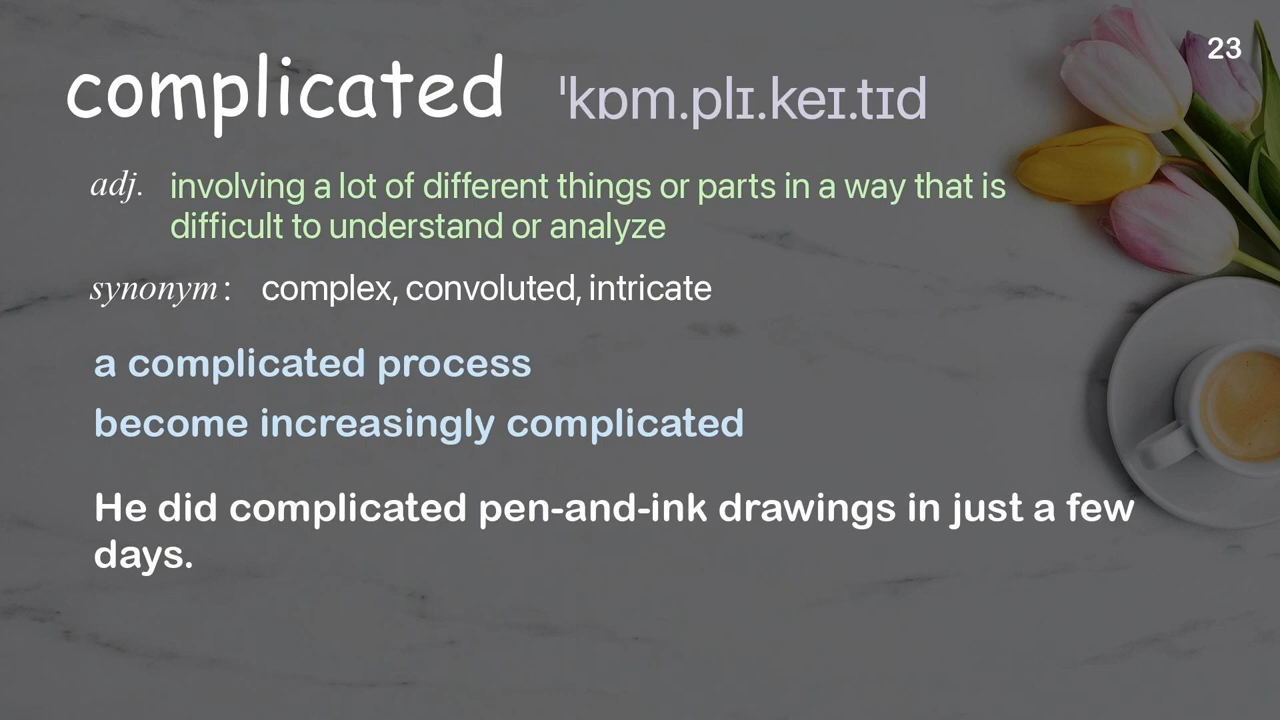 23
complicated ˈkɒm.plɪ.keɪ.tɪd
adj. involving a lot of different things or parts in a way that is
difficult to understand or analyze
synonym : complex, convoluted, intricate
a complicated process
become increasingly complicated
He did complicated pen-and-ink drawings in just a few
days.